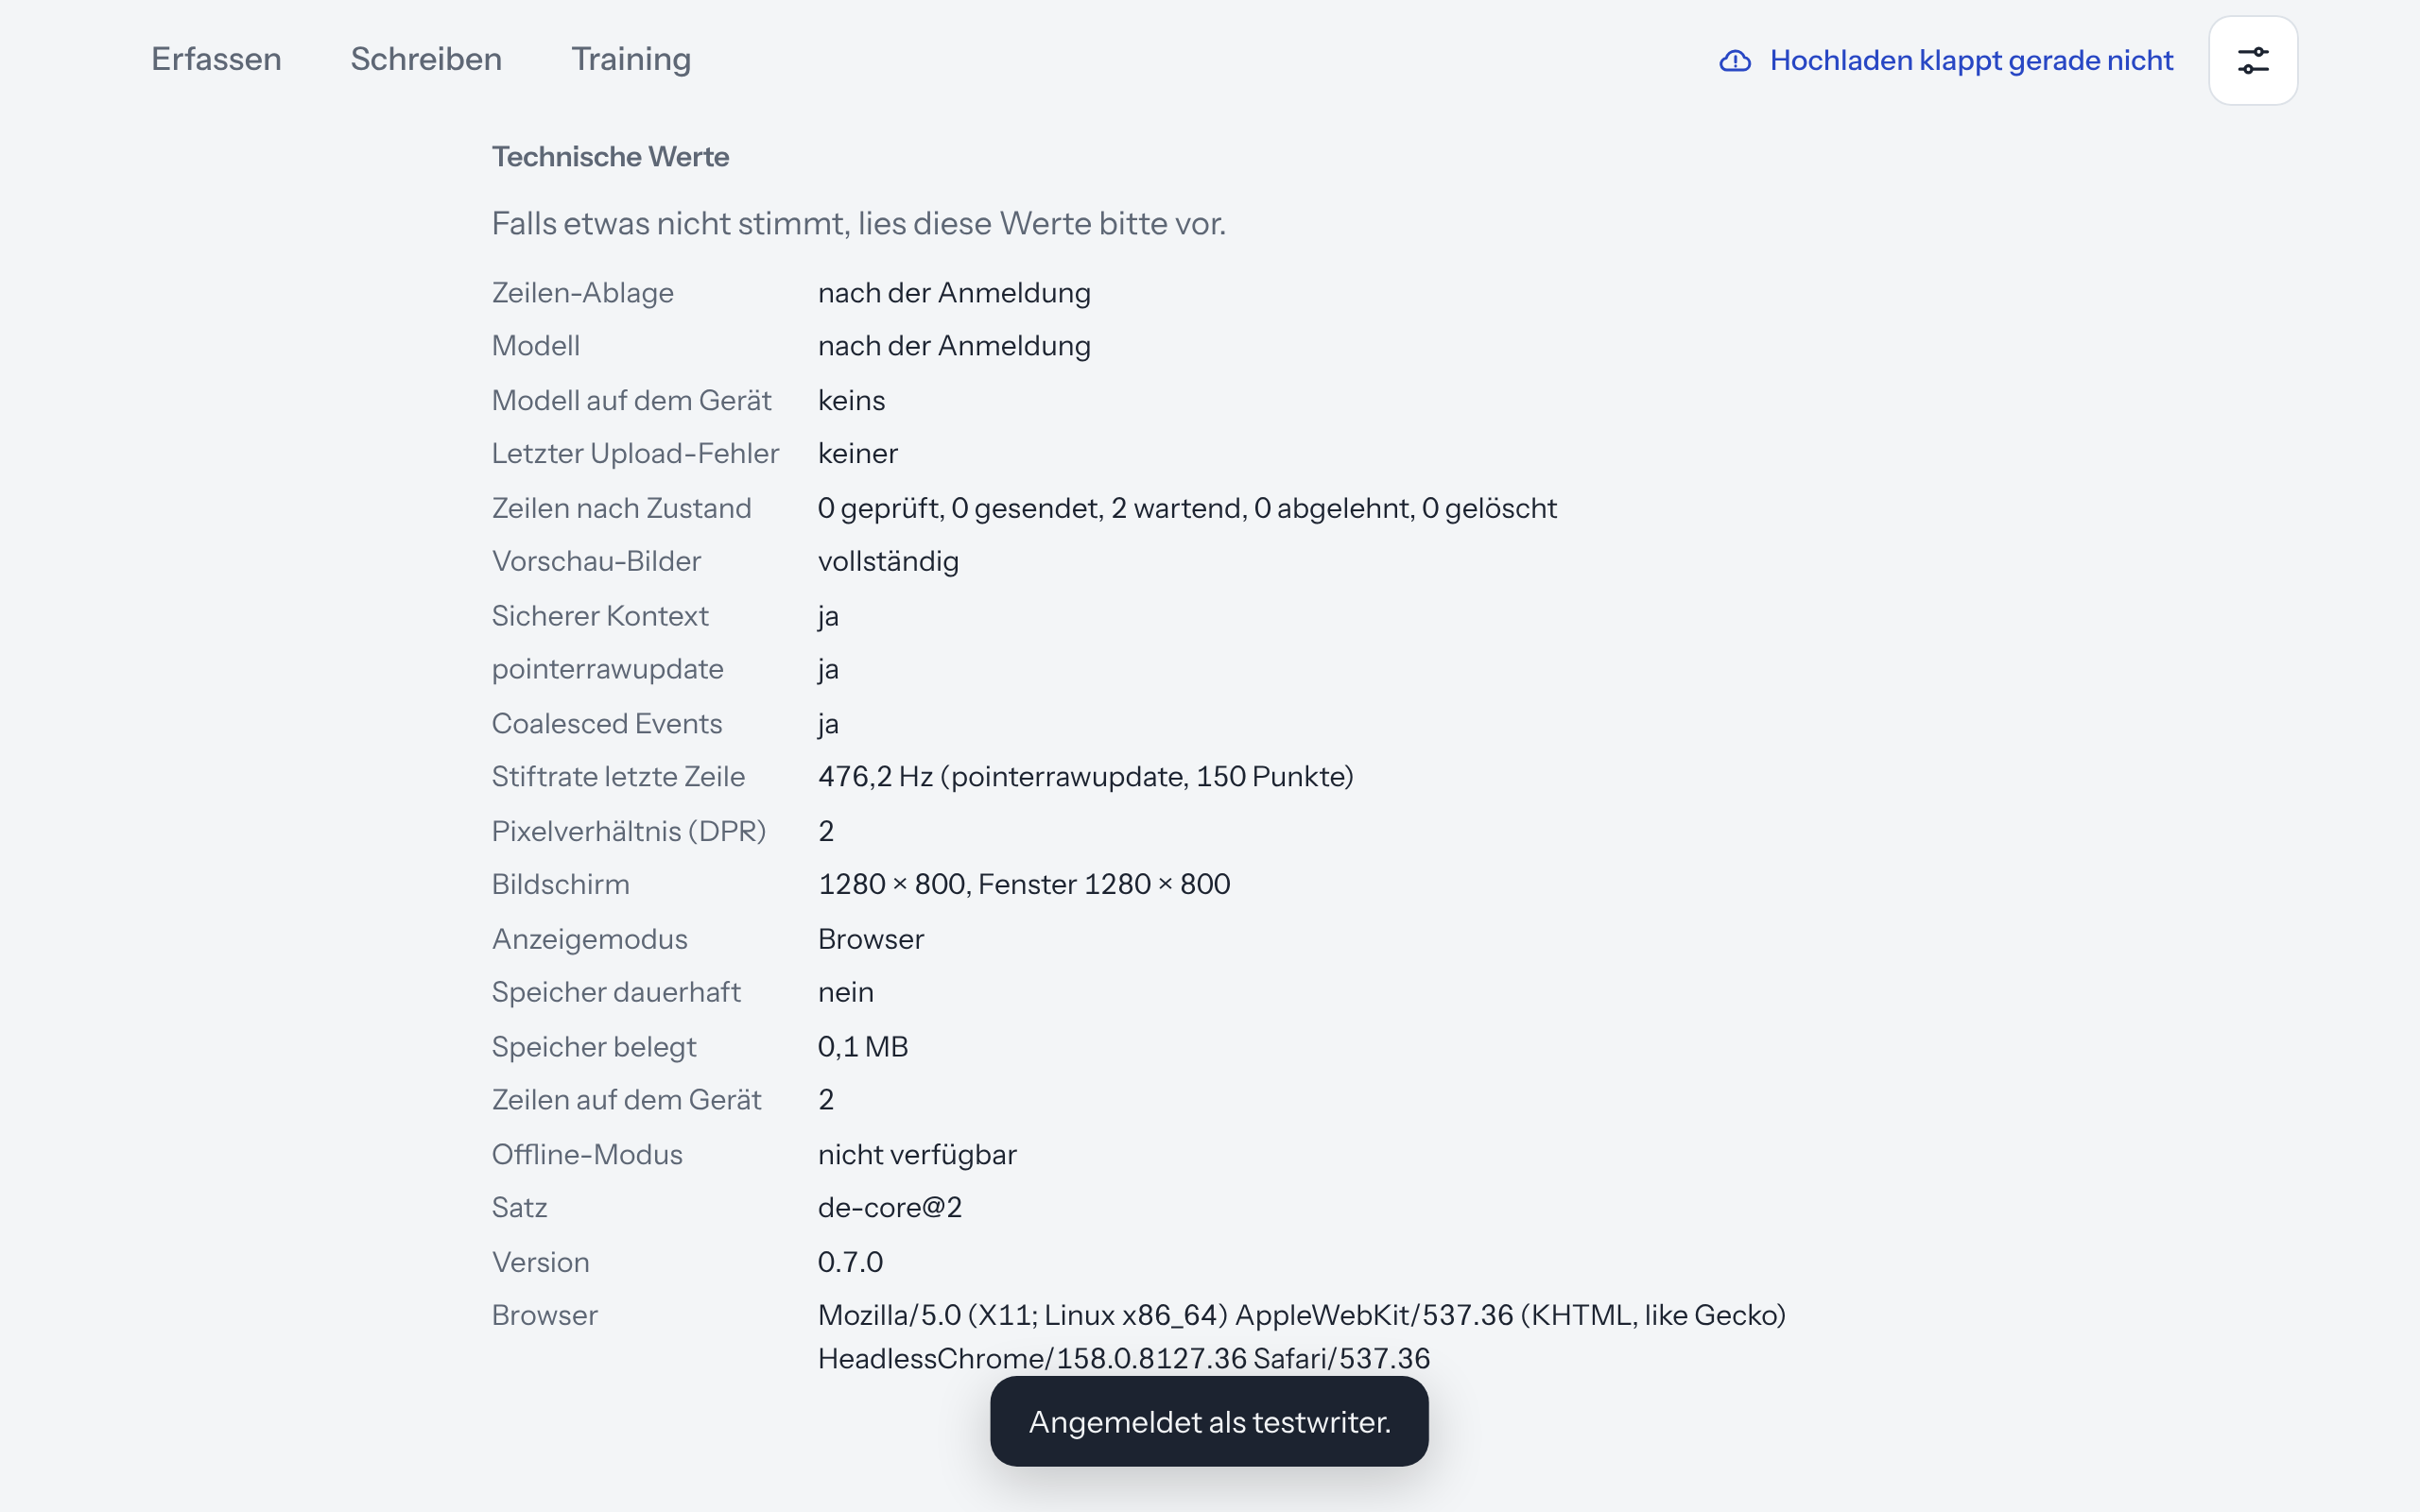 Erfassen Schreiben Training Hochladen klappt gerade nicht
Technische Werte
Falls etwas nicht stimmt, lies diese Werte bitte vor.
Zeilen-Ablage nach der Anmeldung
Modell nach der Anmeldung
Modell auf dem Gerät keins
Letzter Upload-Fehler keiner
Zeilen nach Zustand 0 geprüft, 0 gesendet, 2 wartend, 0 abgelehnt, 0 gelöscht
Vorschau-Bilder vollständig
Sicherer Kontext ja
pointerrawupdate ja
Coalesced Events ja
Stiftrate letzte Zeile 476,2 Hz (pointerrawupdate, 150 Punkte)
Pixelverhältnis (DPR) 2
Bildschirm 1280 × 800, Fenster 1280 × 800
Anzeigemodus Browser
Speicher dauerhaft nein
Speicher belegt 0,1 MB
Zeilen auf dem Gerät 2
Offline-Modus nicht verfügbar
Satz de-core@2
Version 0.7.0
Browser Mozilla/5.0 (X11; Linux x86_64) AppleWebKit/537.36 (KHTML, like Gecko)
HeadlessChrome/158.0.8127.36 Safari/537.36
Angemeldet als testwriter.